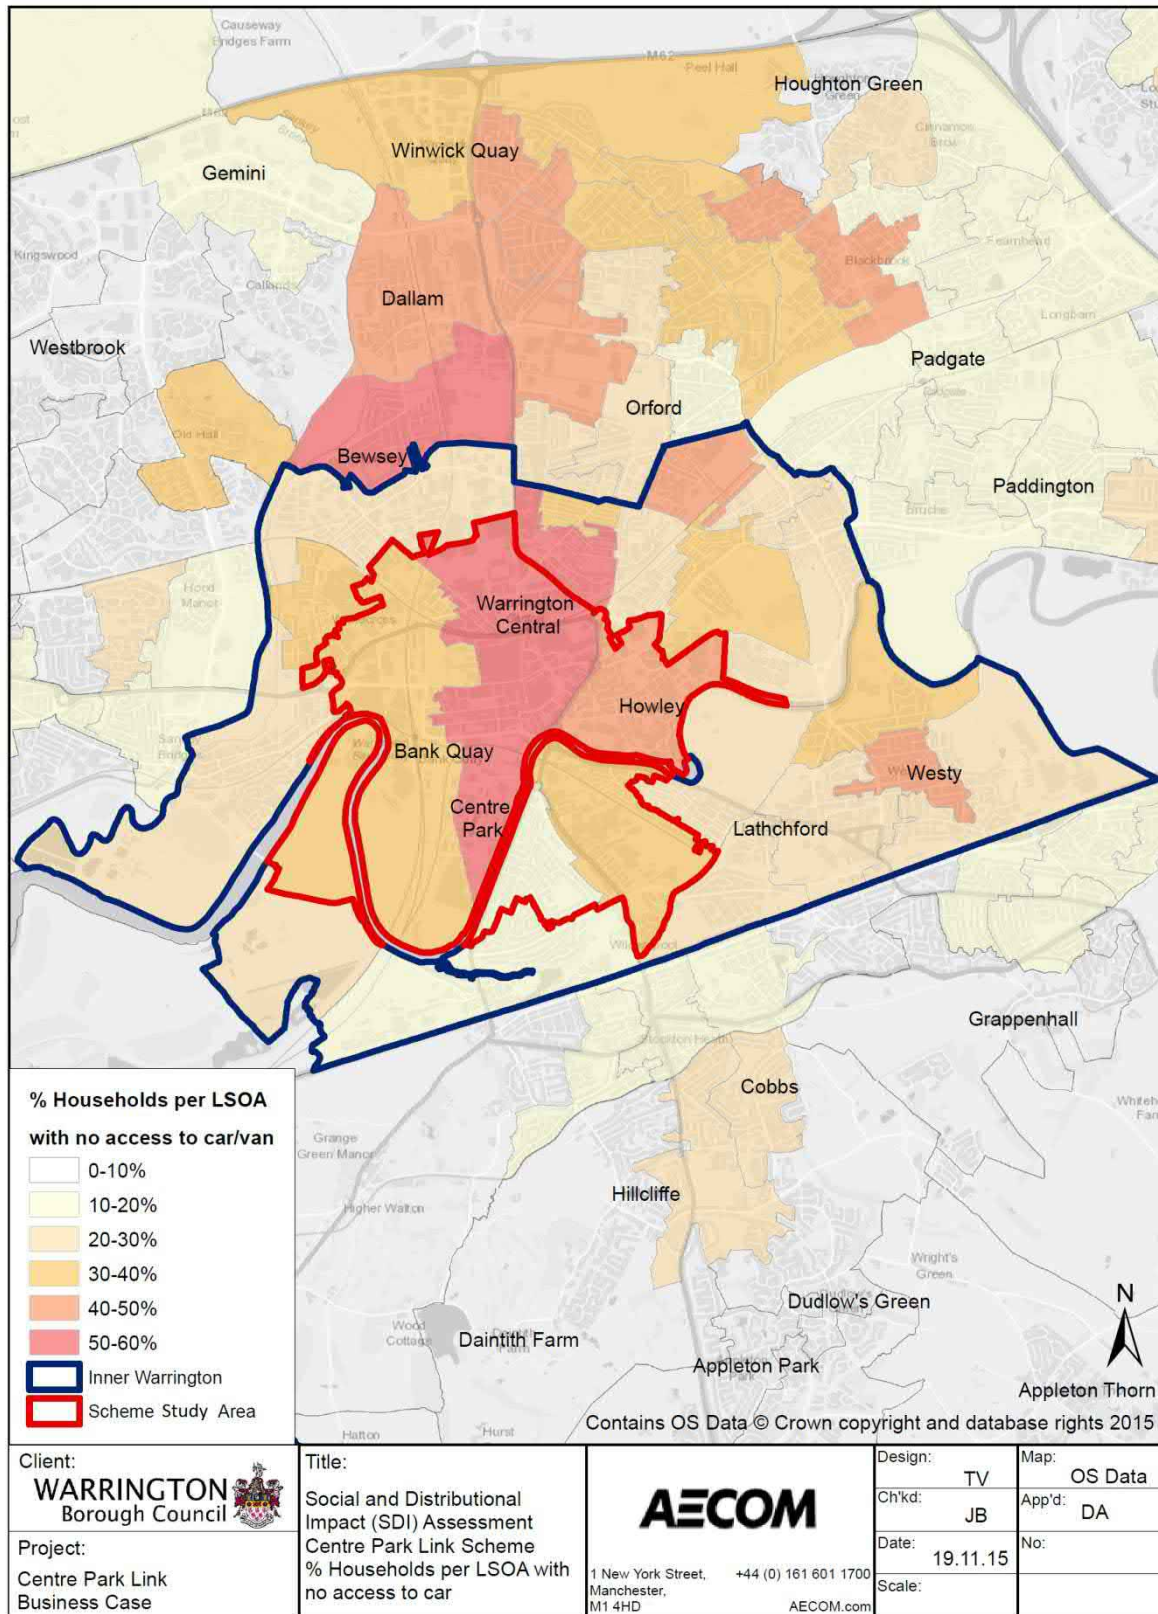 Causeway
Bridges Farm
M62
Peel Hall
Houghton Green
Cinnamon
Brow
Winwick Quay
Gemini
Kingswood
Callands
Fearnhead
Blackbrook
Dallam
Longbarn
Westbrook
Padgate
Orford
Old Hall
Bewsey
Paddington
Bruche
Hood
Manor
Warrington
Central
Howley
Sankey
Bridges
Bank Quay
Westy
Centre
Park
Lathchford
Wilderspool
Grappenhall
Stockton Heath
Cobbs
% Households per LSOA
with no access to car/van
0-10%
10-20%
20-30%
30-40%
40-50%
50-60%
Inner Warrington
Scheme Study Area
Grange
Green Manor
Hillcliffe
Higher Walton
Wright's
Green
Dudlow's Green
N
Wood
Cottage
Daintith Farm
Appleton Park
Appleton Thorn
Contains OS Data © Crown copyright and database rights 2015
Hatton
Hurst
Client:
WARRINGTON
Borough Council
Project:
Centre Park Link
Business Case
Title:
Social and Distributional
Impact (SDI) Assessment
Centre Park Link Scheme
% Households per LSOA with
no access to car
AECOM
1 New York Street,
Manchester,
M1 4HD
+44 (0) 161 601 1700
AECOM.com
Design:
TV
Map:
OS Data
Ch'kd:
JB
App'd:
DA
Date:
19.11.15
No:
Scale: